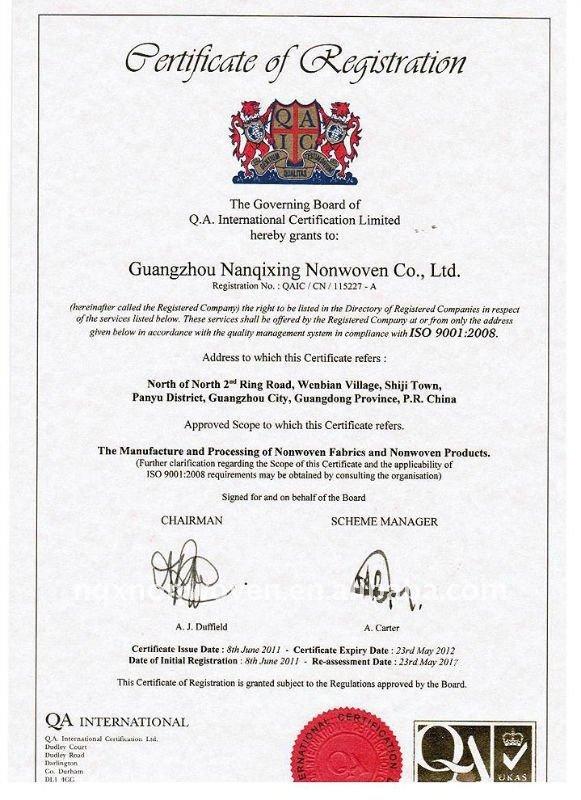 Certificate of Registration
QA
IC
QUALITAS
The Governing Board of
Q.A. International Certification Limited
hereby grants to:
Guangzhou Nanqixing Nonwoven Co., Ltd.
Registration No. : QAIC / CN / 115227 - A
(hereinafter called the Registered Company) the right to be listed in the Directory of Registered Companies in respect
of the services listed below. These services shall be offered by the Registered Company at or from only the address
given below in accordance with the quality management system in compliance with ISO 9001:2008.
Address to which this Certificate refers :
North of North 2nd Ring Road, Wenbian Village, Shiji Town,
Panyu District, Guangzhou City, Guangdong Province, P.R. China
Approved Scope to which this Certificate refers.
The Manufacture and Processing of Nonwoven Fabrics and Nonwoven Products.
(Further clarification regarding the Scope of this Certificate and the applicability of
ISO 9001:2008 requirements may be obtained by consulting the organisation)
Signed for and on behalf of the Board
CHAIRMAN SCHEME MANAGER
A. J. Duffield A. Carter
Certificate Issue Date : 8th June 2011 - Certificate Expiry Date : 23rd May 2012
Date of Initial Registration : 8th June 2011 - Re-assessment Date : 23rd May 2017
This Certificate of Registration is granted subject to the Regulations approved by the Board.
QA INTERNATIONAL
Q.A. International Certification Ltd.
Dudley Court
Dudley Road
Darlington
Co. Durham
DL1 4GG
CERTIFICATION
QA
UKAS